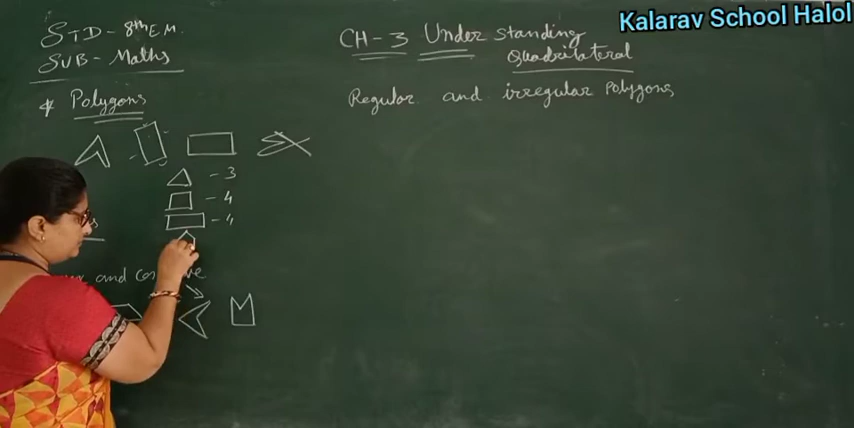 Kalarav School Halol
STD - 8th E.M.
SUB - Maths
CH - 3 Under standing
Quadrilateral
* Polygons
Regular and irregular Polygons
- 3
- 4
- 4
and